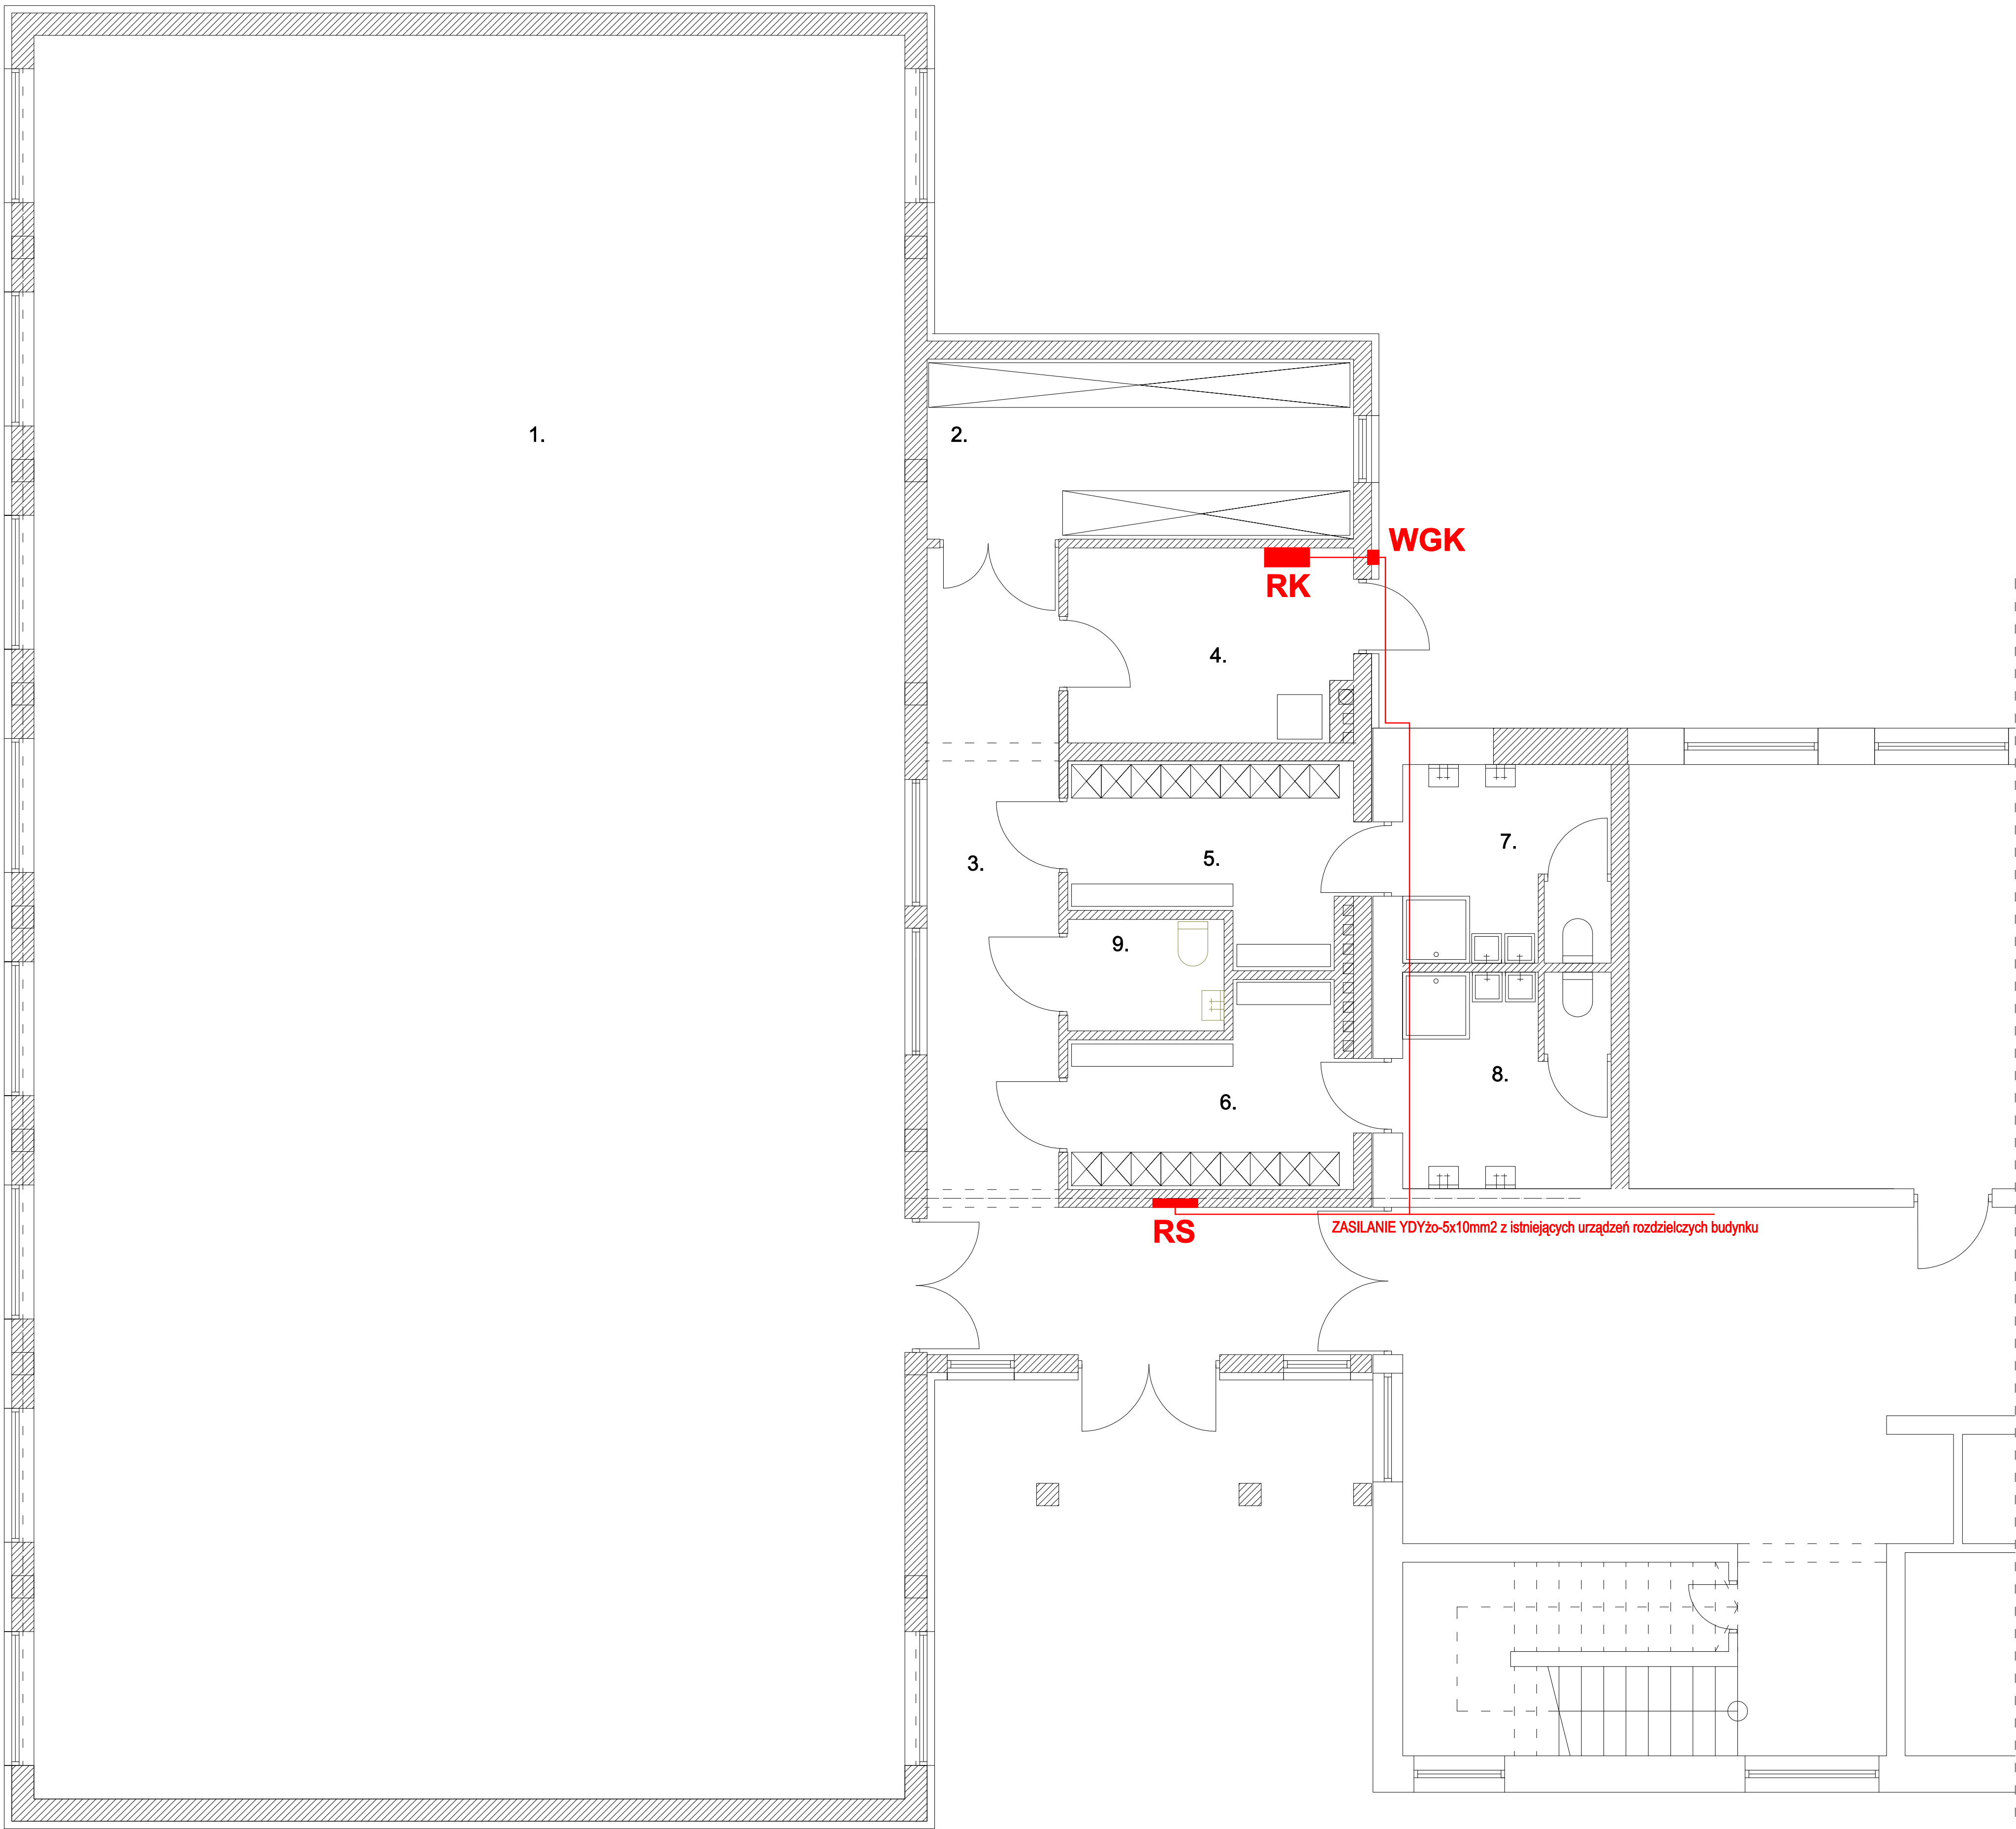 1.
2.
WGK
RK
4.
3.
5.
7.
9.
8.
6.
RS
ZASILANIE YDYżo-5x10mm2 z istniejących urządzeń rozdzielczych budynku